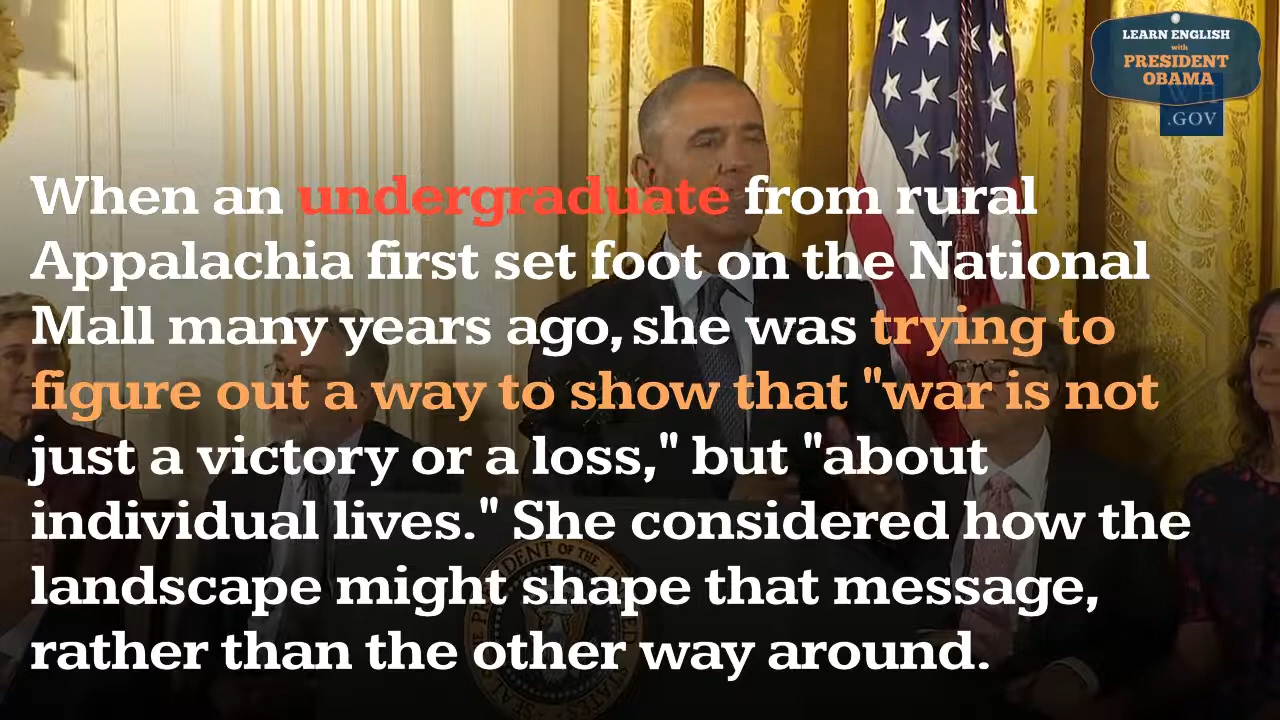 LEARN ENGLISH
with
PRESIDENT
OBAMA
WH
.GOV
When an undergraduate from rural
Appalachia first set foot on the National
Mall many years ago, she was trying to
figure out a way to show that "war is not
just a victory or a loss," but "about
individual lives." She considered how the
landscape might shape that message,
rather than the other way around.